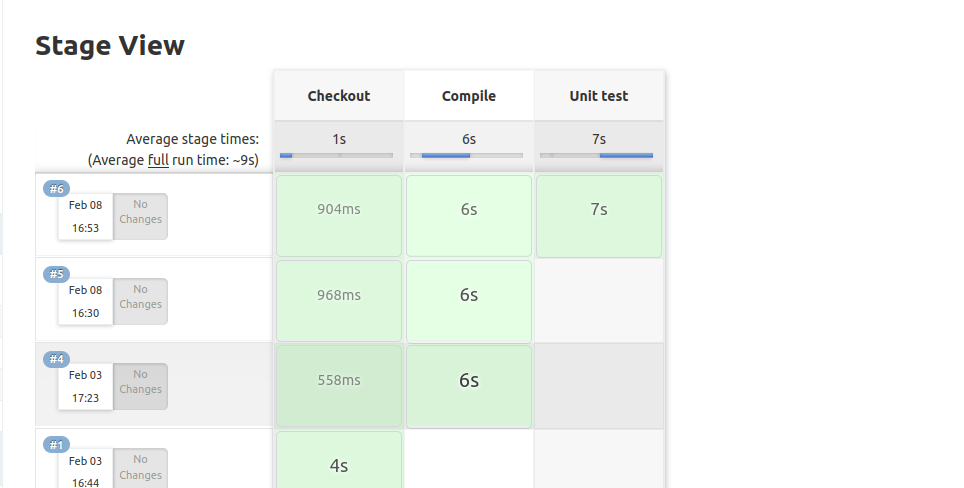 Stage View
Checkout Compile Unit test
Average stage times: 1s 6s 7s
(Average full run time: ~9s)
#6
Feb 08 No
16:53 Changes
904ms 6s 7s
#5
Feb 08 No
16:30 Changes
968ms 6s
#4
Feb 03 No
17:23 Changes
558ms 6s
#1
Feb 03 No
16:44 Changes
4s